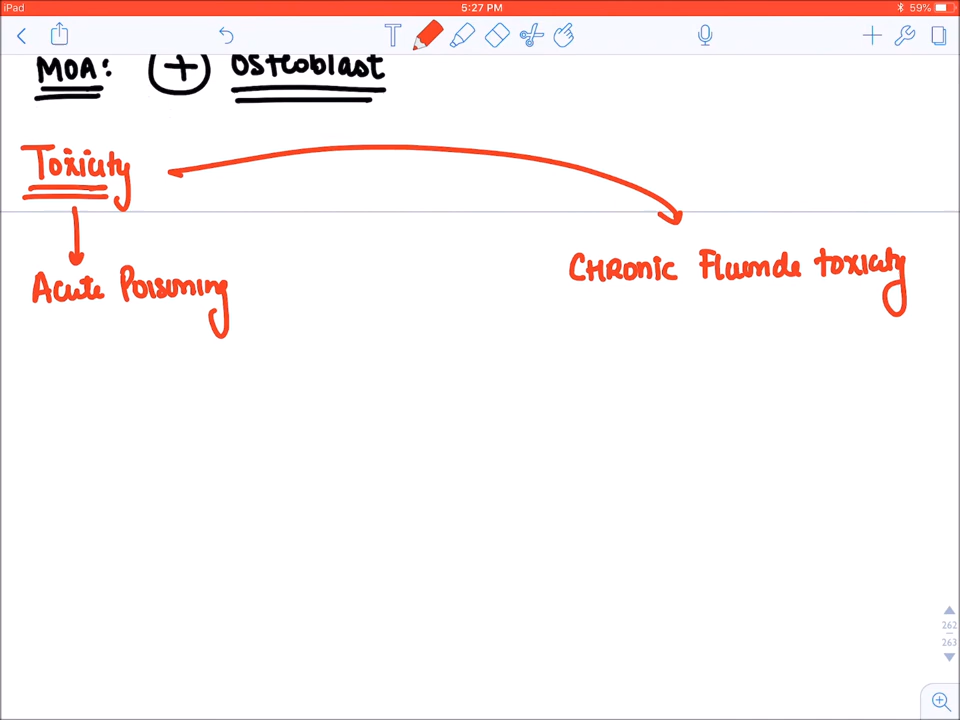 iPad 5:27 PM 59%
T
MOA: + Osteoblast
Toxicity
Acute Poisoning
CHRONIC Fluoride toxicity
262
263